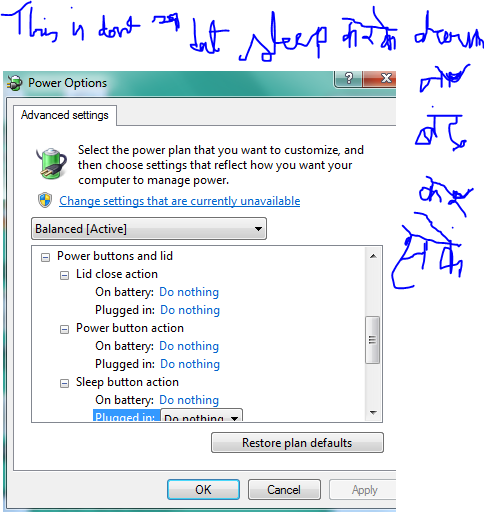 This is dont
sleep करके
Power Options
Advanced settings
Select the power plan that you want to customize, and
then choose settings that reflect how you want your
computer to manage power.
Change settings that are currently unavailable
Balanced [Active]
Power buttons and lid
Lid close action
On battery: Do nothing
Plugged in: Do nothing
Power button action
On battery: Do nothing
Plugged in: Do nothing
Sleep button action
On battery: Do nothing
Plugged in: Do nothing
Restore plan defaults
OK Cancel Apply